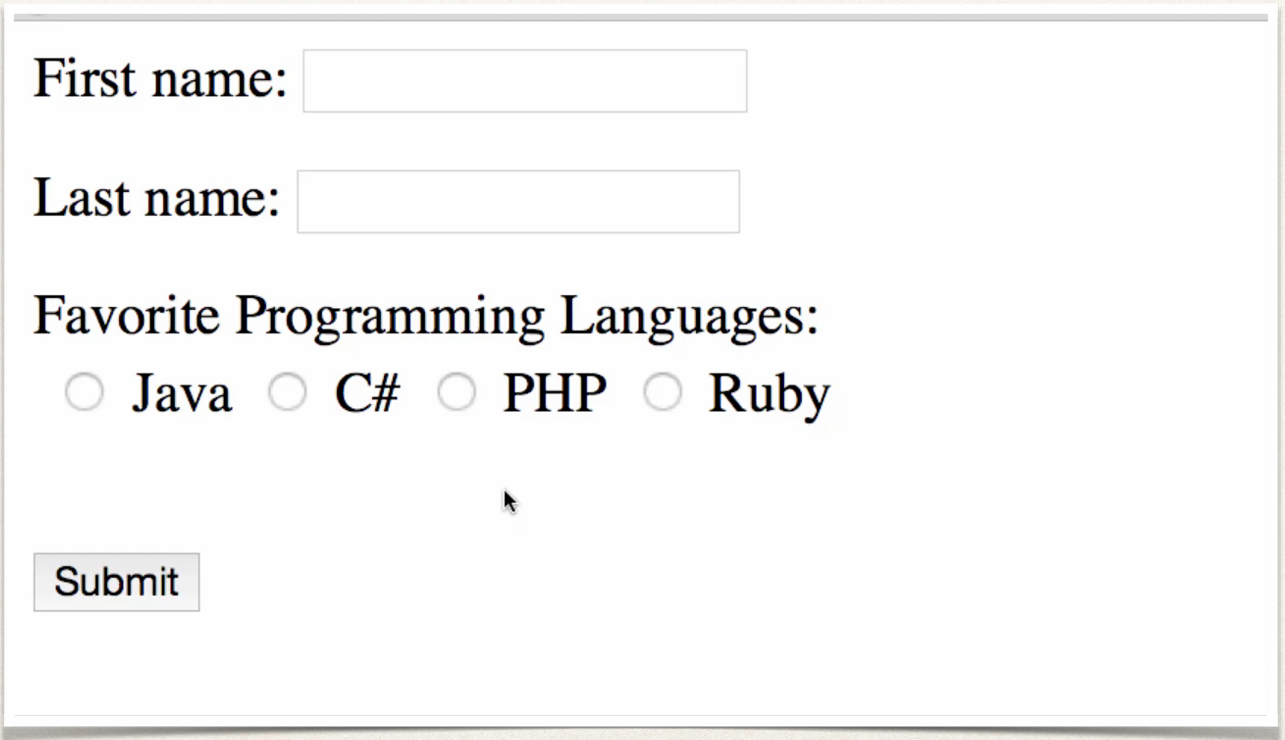 First name:
Last name:
Favorite Programming Languages:
Java C# PHP Ruby
Submit